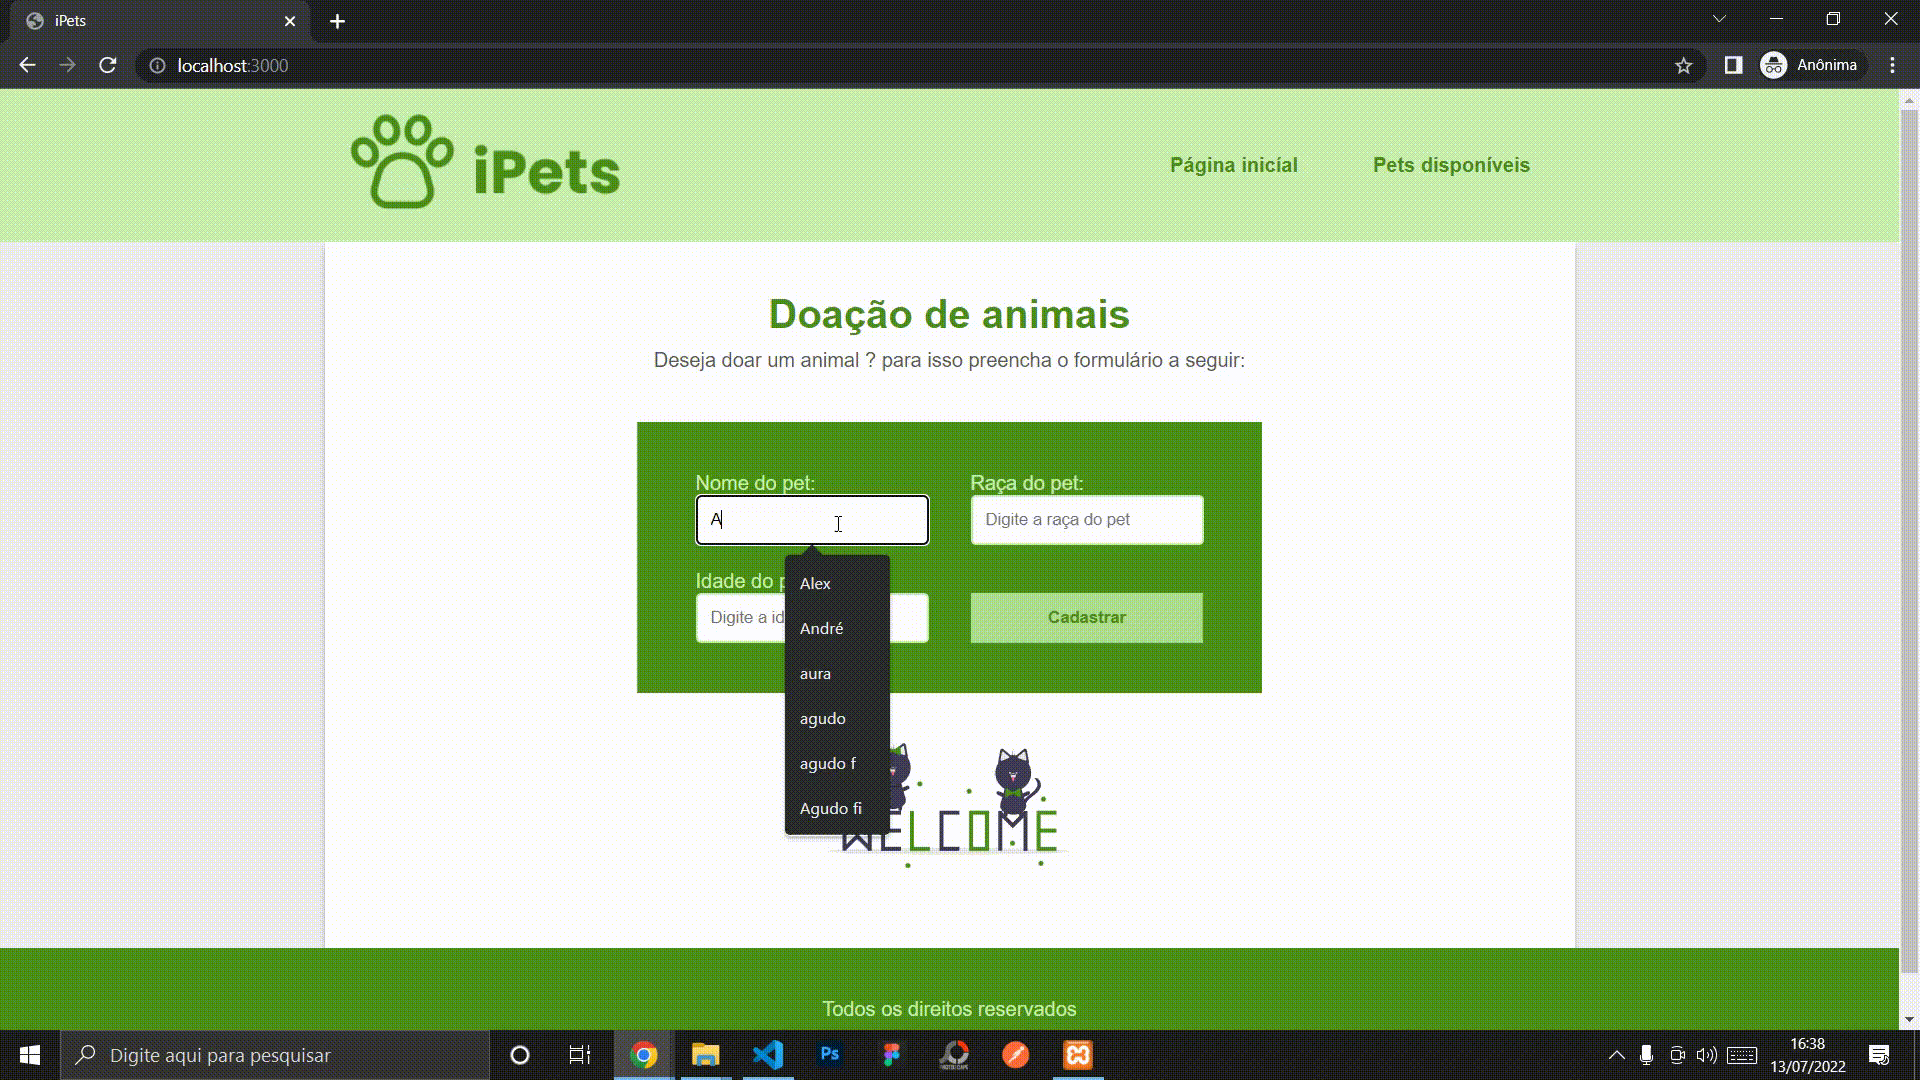 iPets
localhost:3000
Anônima
iPets
Página inicíal
Pets disponíveis
Doação de animais
Deseja doar um animal ? para isso preencha o formulário a seguir:
Nome do pet:
Raça do pet:
A
Digite a raça do pet
Idade do p
Digite a id
Cadastrar
Alex
André
aura
agudo
agudo f
Agudo fi
WELCOME
Todos os direitos reservados
Digite aqui para pesquisar
Ps
16:38
13/07/2022